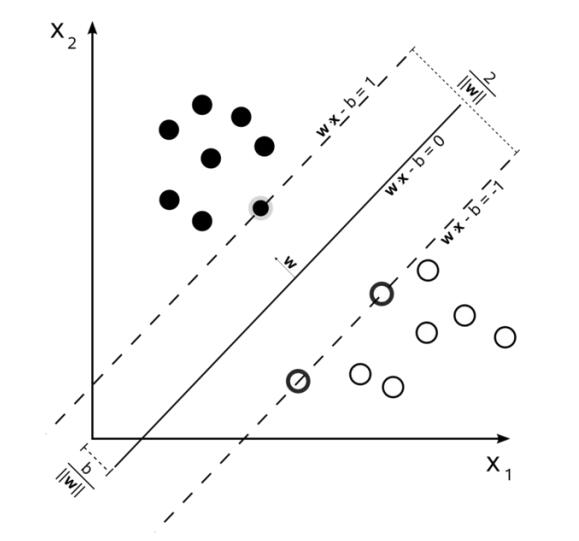 X₂
w·x - b = 1
2
||w||
w·x - b = 0
w·x - b = -1
w
b
||w||
X₁